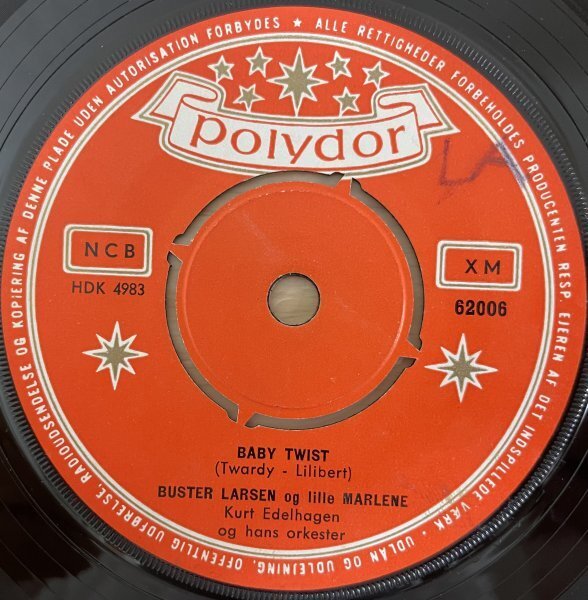 ALLE RETTIGHEDER FORBEHOLDES PRODUCENTEN RESP. EJEREN AF DET INDSPILLEDE VÆRK · UDLAN OG UDLEJNING, OFFENTLIG UDFØRELSE, RADIOUDSENDELSE OG KOPIERING AF DENNE PLADE UDEN AUTORISATION FORBYDES ★
polydor
LA
NCB
XM
HDK 4983
62006
BABY TWIST
(Twardy - Lilibert)
BUSTER LARSEN og lille MARLENE
Kurt Edelhagen
og hans orkester